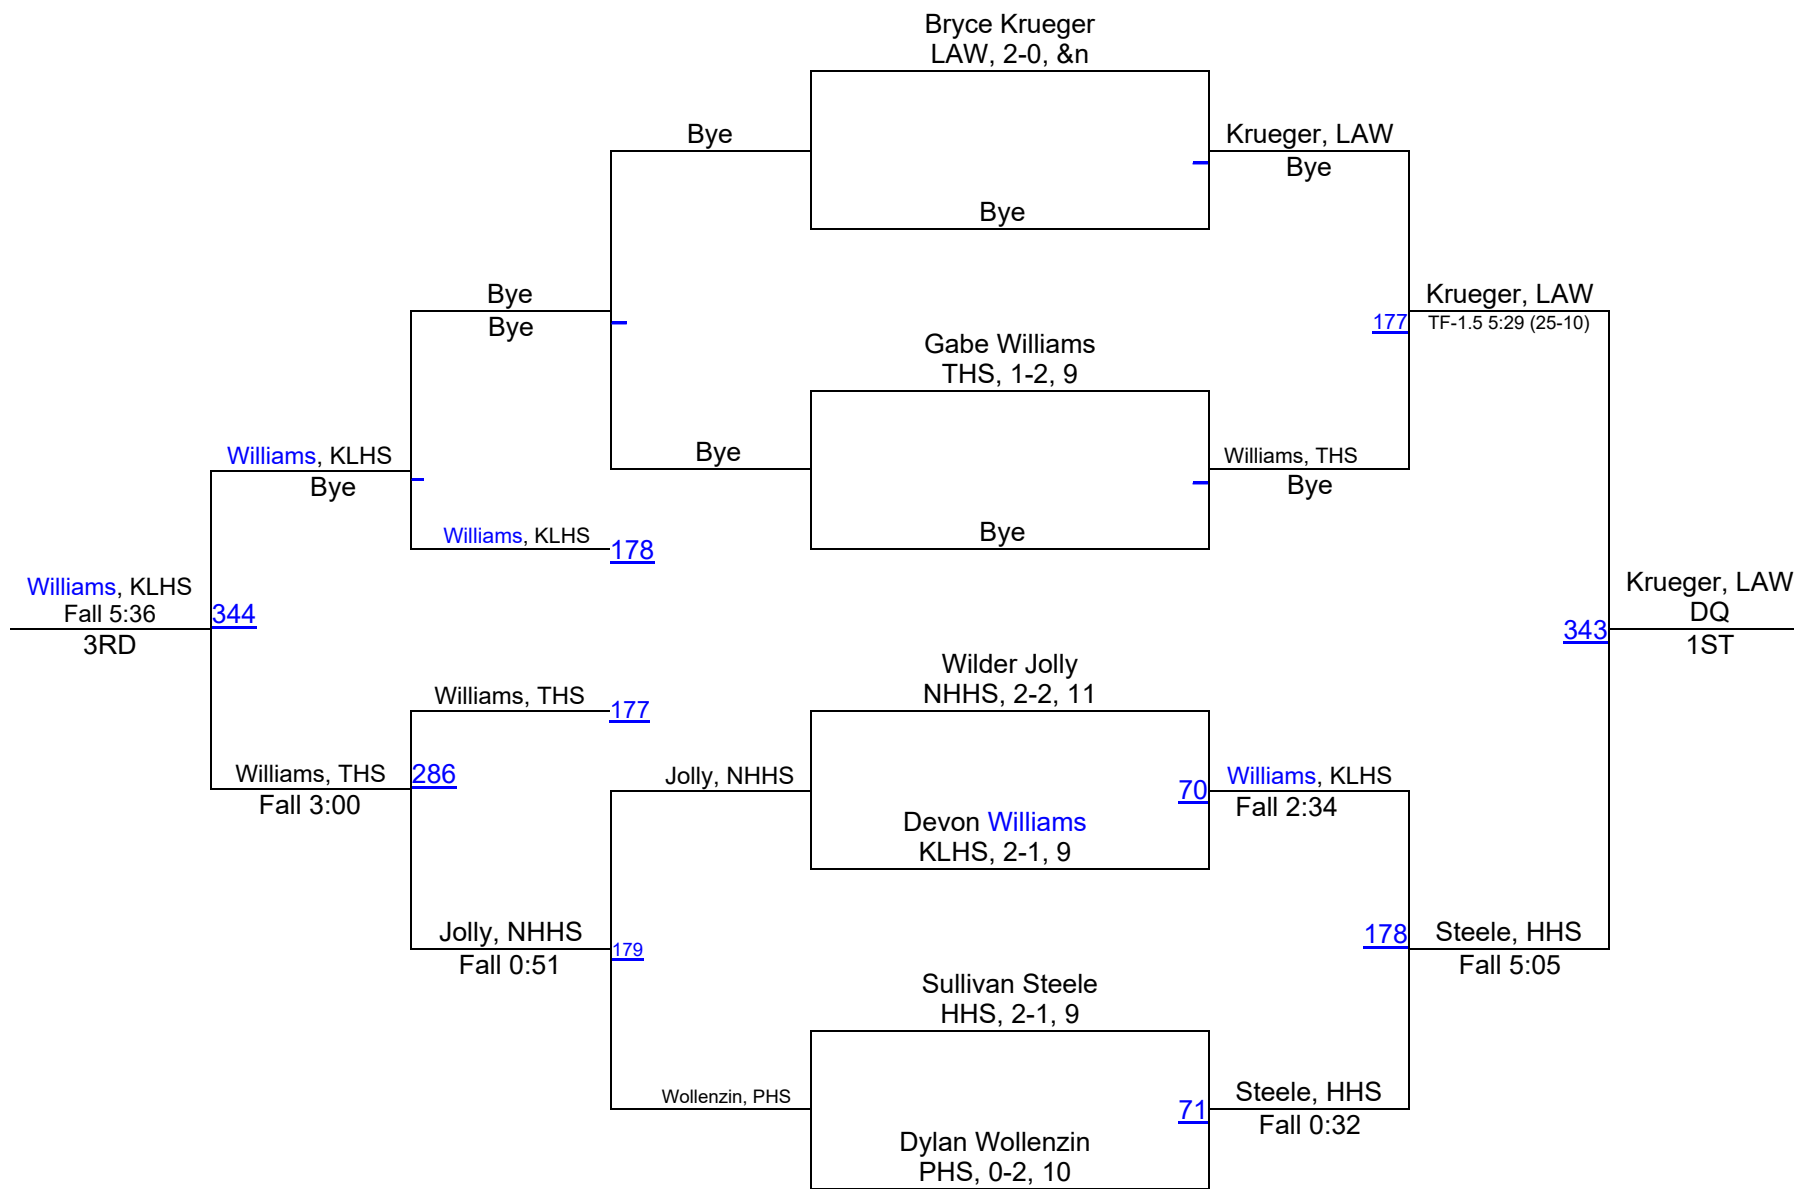 Bryce Krueger
LAW, 2-0, &n
Bye
Krueger, LAW
Bye
Bye
Bye
Bye
Krueger, LAW
177
TF-1.5 5:29 (25-10)
Gabe Williams
THS, 1-2, 9
Williams, KLHS
Bye
Bye
Williams, THS
Bye
Williams, KLHS
178
Bye
Williams, KLHS
Fall 5:36
344
3RD
Krueger, LAW
DQ
343
1ST
Wilder Jolly
NHHS, 2-2, 11
Williams, THS
177
Williams, THS
286
Fall 3:00
Jolly, NHHS
70
Williams, KLHS
Fall 2:34
Devon Williams
KLHS, 2-1, 9
Jolly, NHHS
179
Fall 0:51
178
Steele, HHS
Fall 5:05
Sullivan Steele
HHS, 2-1, 9
Wollenzin, PHS
71
Steele, HHS
Fall 0:32
Dylan Wollenzin
PHS, 0-2, 10